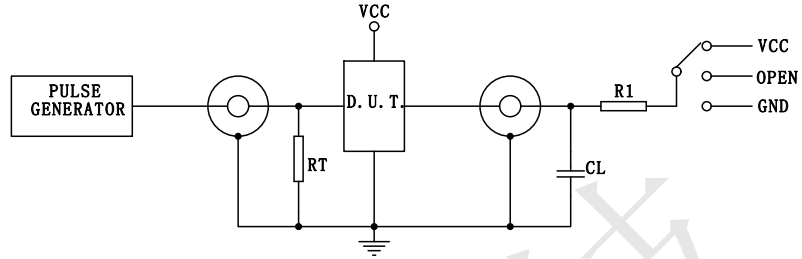 VCC
VCC
PULSE
GENERATOR
D. U. T.
R1
OPEN
GND
RT
CL